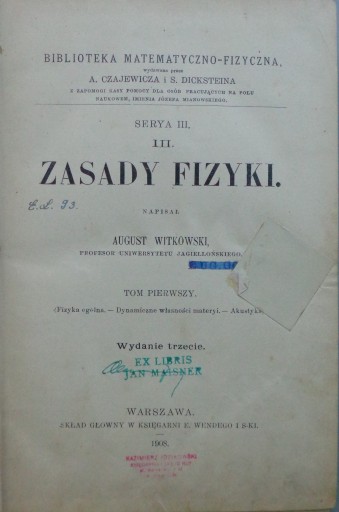 BIBLIOTEKA MATEMATYCZNO-FIZYCZNA,
wydawana przez
A. CZAJEWICZA i S. DICKSTEINA
Z ZAPOMOGI KASY POMOCY DLA OSÓB PRACUJĄCYCH NA POLU
NAUKOWEM, IMIENIA JÓZEFA MIANOWSKIEGO.
SERYA III,
III.
ZASADY FIZYKI.
NAPISAŁ
AUGUST WITKOWSKI,
PROFESOR UNIWERSYTETU JAGIELLOŃSKIEGO.
TOM PIERWSZY.
(Fizyka ogólna. — Dynamiczne własności materyi. — Akustyka
Wydanie trzecie.
EX LIBRIS
JAN MAISNER
WARSZAWA.
SKŁAD GŁÓWNY W KSIĘGARNI E. WENDEGO I S-KI.
1908.